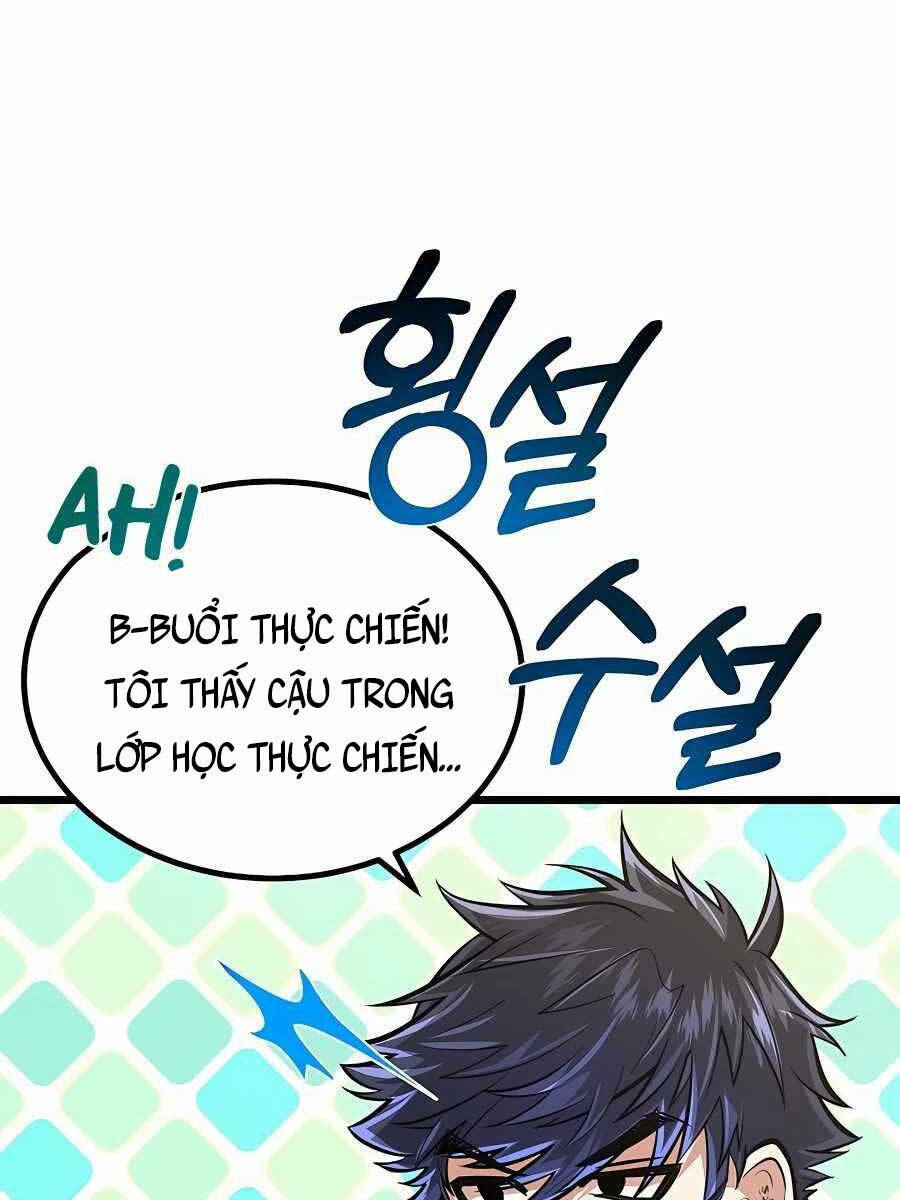 횡설
수설
AH!
B-BUỔI THỰC CHIẾN!
TÔI THẤY CẬU TRONG
LỚP HỌC THỰC CHIẾN...